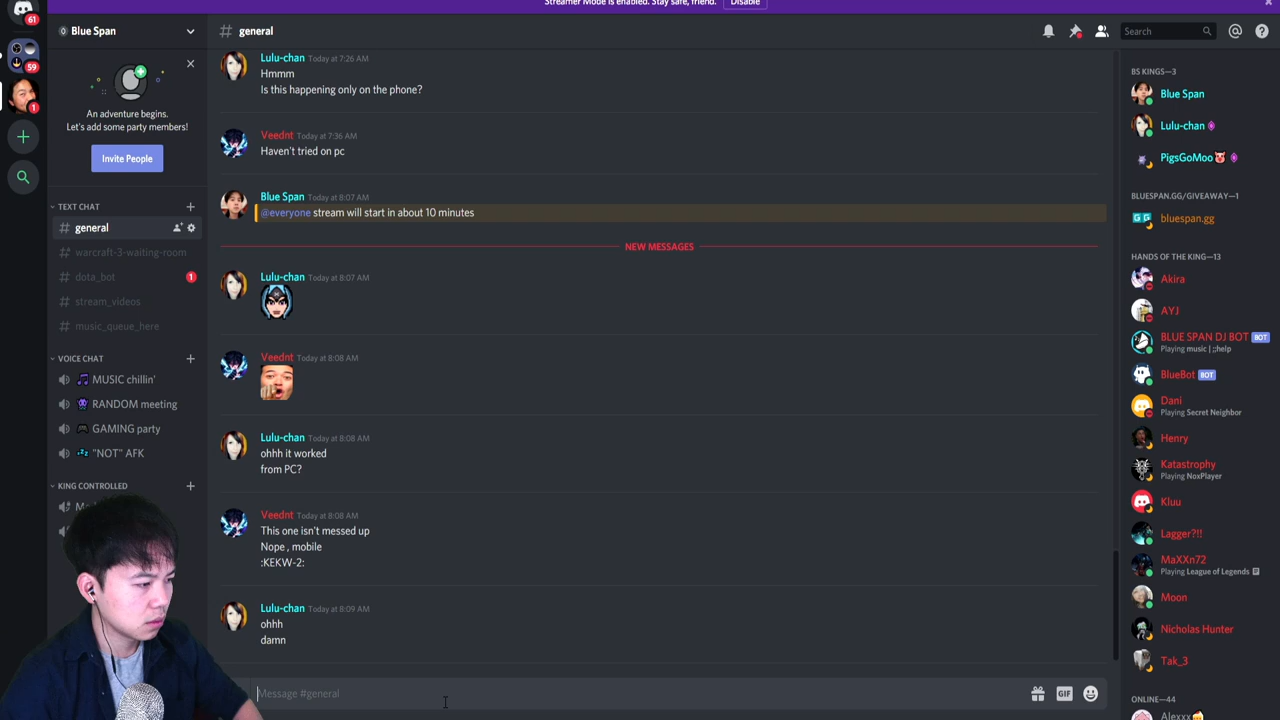 Streamer Mode is enabled. Stay safe, friend. Disable
61
59
1
Blue Span
An adventure begins.
Let's add some party members!
Invite People
TEXT CHAT
general
warcraft-3-waiting-room
dota_bot 1
stream_videos
music_queue_here
VOICE CHAT
MUSIC chillin'
RANDOM meeting
GAMING party
"NOT" AFK
KING CONTROLLED
# general
Search
Lulu-chan Today at 7:26 AM
Hmmm
Is this happening only on the phone?
Veednt Today at 7:36 AM
Haven't tried on pc
Blue Span Today at 8:07 AM
@everyone stream will start in about 10 minutes
NEW MESSAGES
Lulu-chan Today at 8:07 AM
Veednt Today at 8:08 AM
Lulu-chan Today at 8:08 AM
ohhh it worked
from PC?
Veednt Today at 8:08 AM
This one isn't messed up
Nope , mobile
:KEKW-2:
Lulu-chan Today at 8:09 AM
ohhh
damn
Message #general
GIF
BS KINGS—3
Blue Span
Lulu-chan
PigsGoMoo
BLUESPAN.GG/GIVEAWAY—1
GG
bluespan.gg
HANDS OF THE KING—13
Akira
AYJ
BLUE SPAN DJ BOT BOT
Playing music | ;;help
BlueBot BOT
Dani
Playing Secret Neighbor
Henry
Katastrophy
Playing NoxPlayer
Kluu
Lagger?!!
MaXXn72
Playing League of Legends
Moon
Nicholas Hunter
Tak_3
ONLINE—44
Alexxx